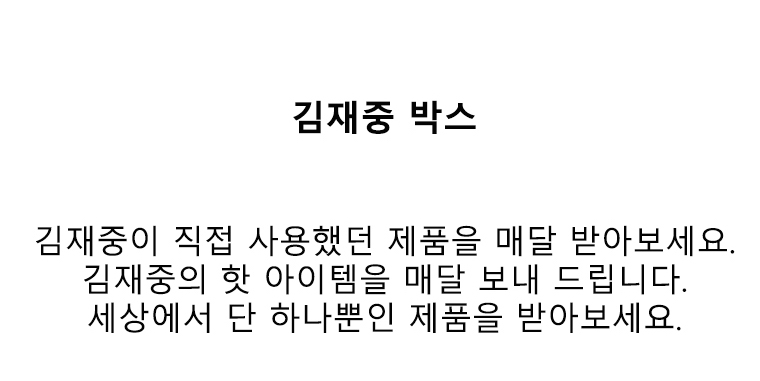 김재중 박스
김재중이 직접 사용했던 제품을 매달 받아보세요.
김재중의 핫 아이템을 매달 보내 드립니다.
세상에서 단 하나뿐인 제품을 받아보세요.